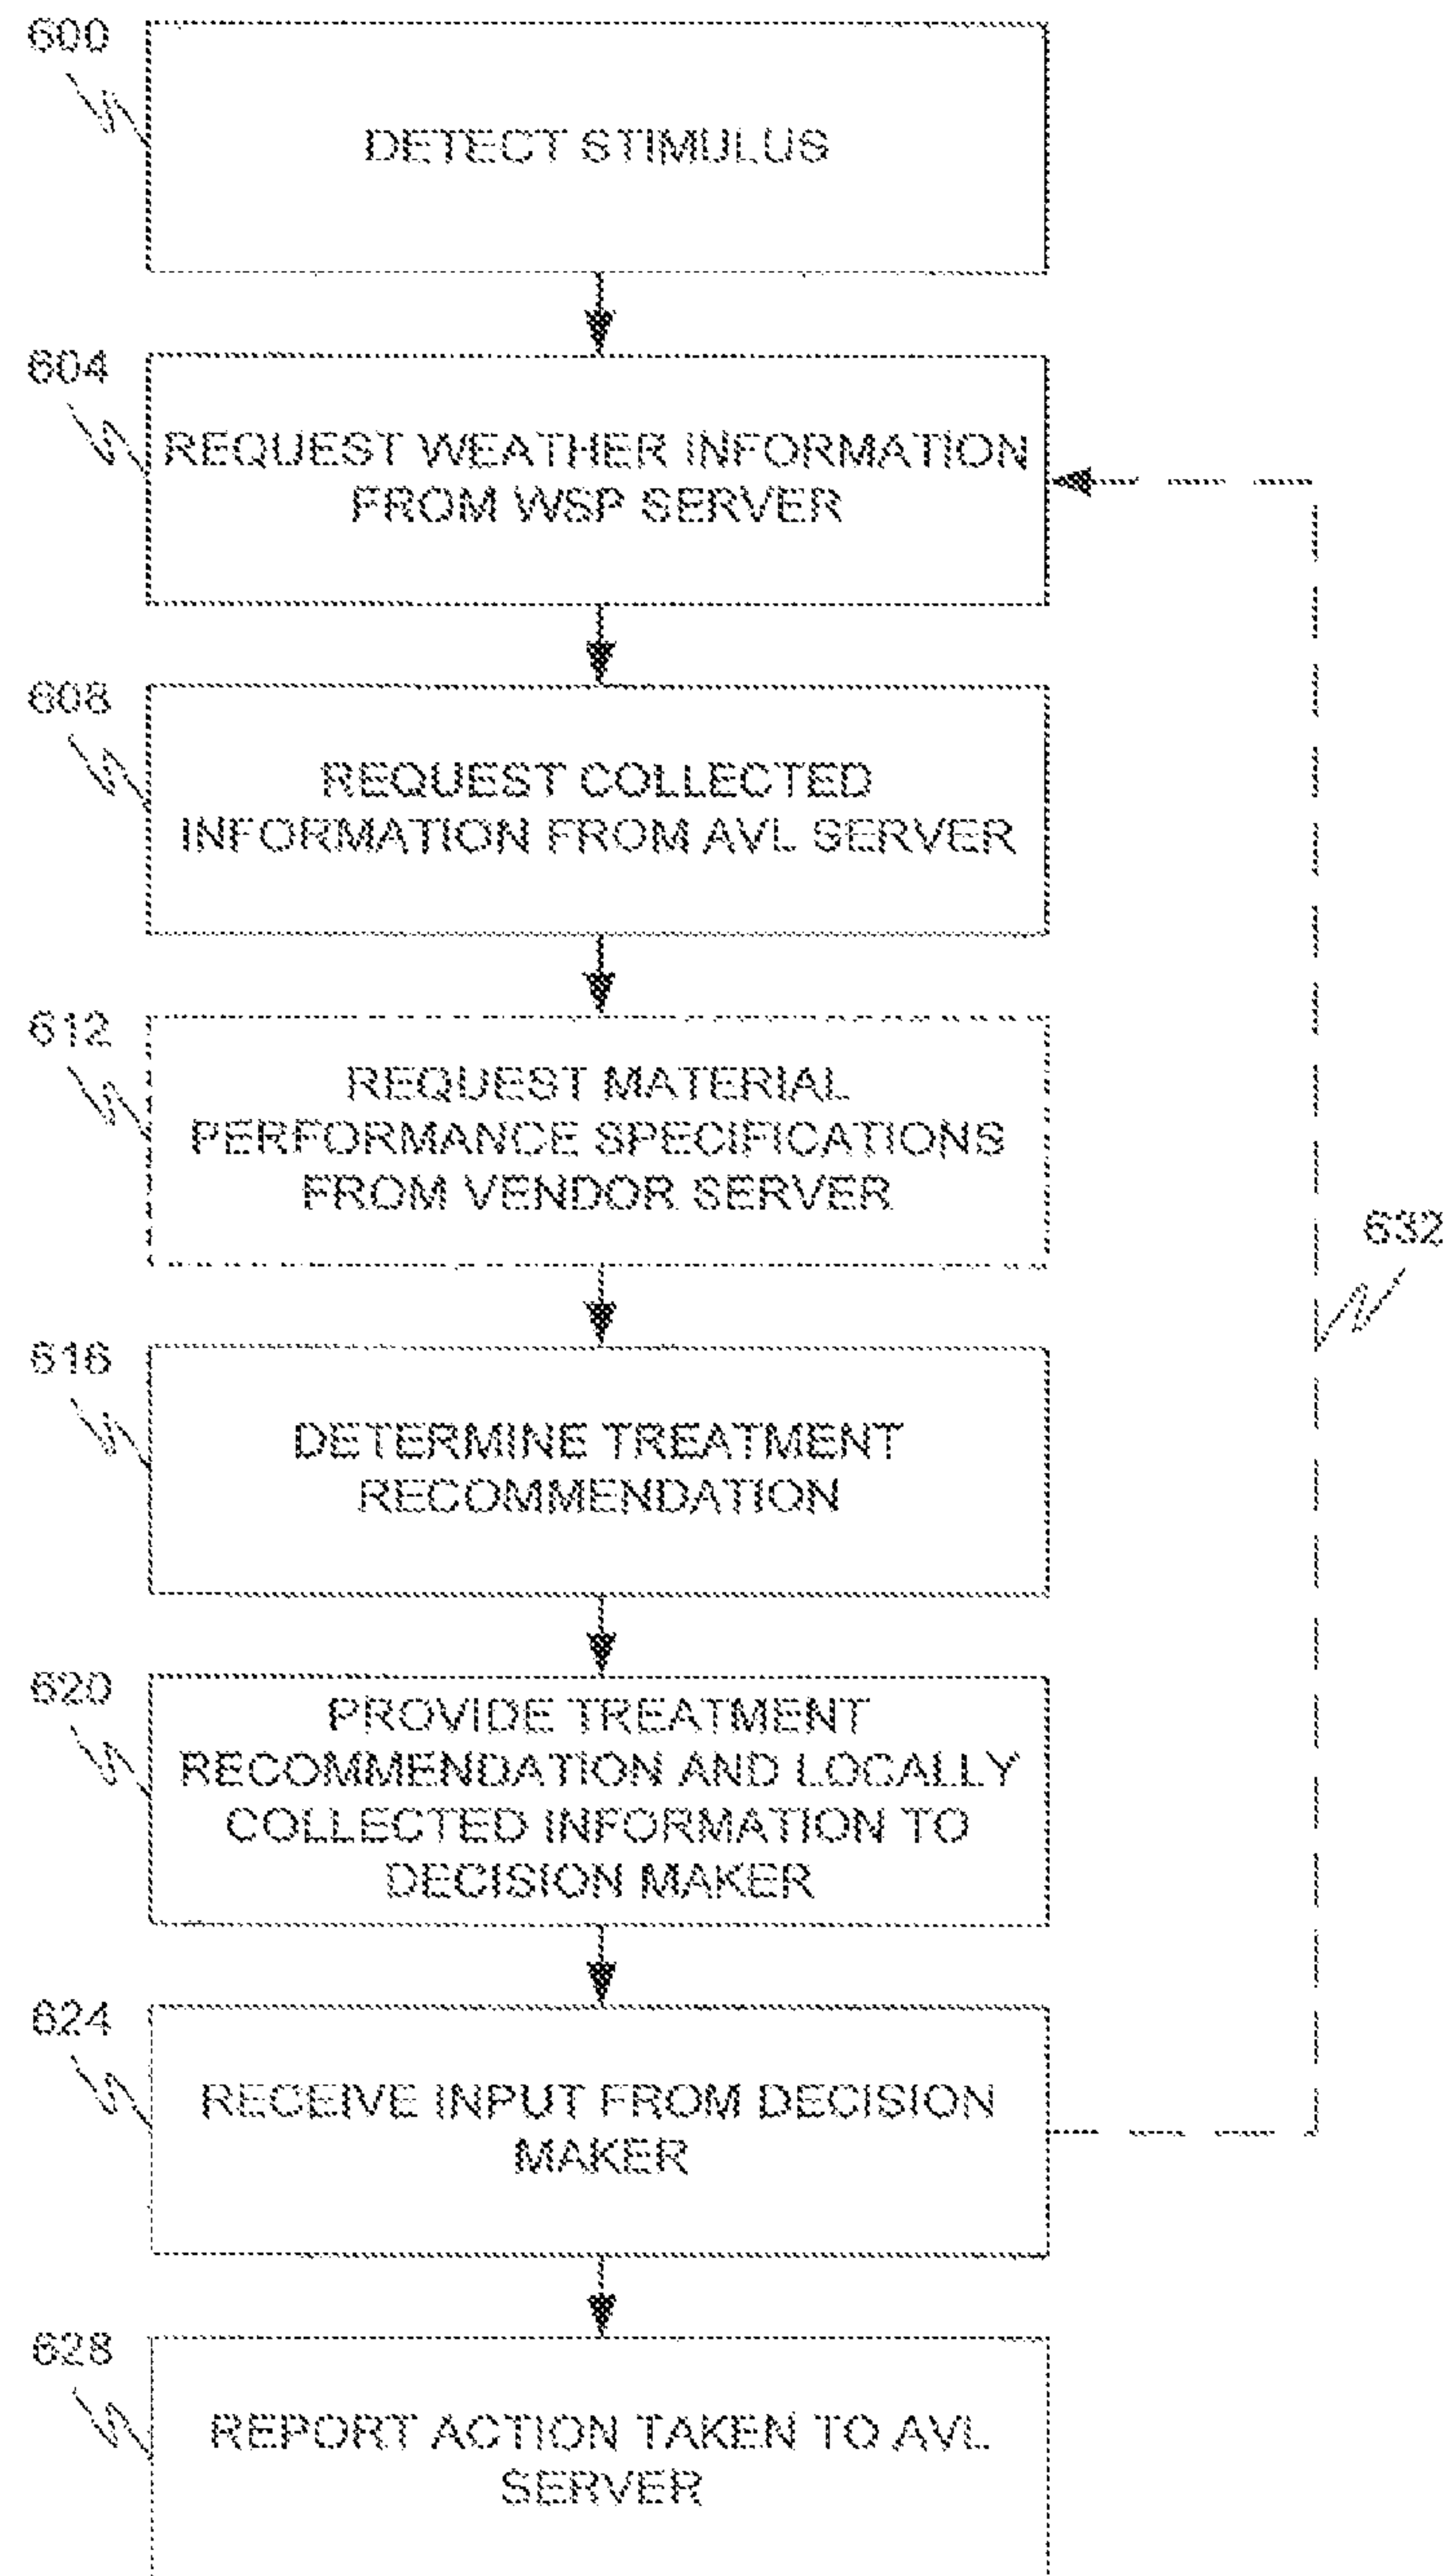 600
DETECT STIMULUS
604
REQUEST WEATHER INFORMATION
FROM WSP SERVER
608
REQUEST COLLECTED
INFORMATION FROM AVL SERVER
612
REQUEST MATERIAL
PERFORMANCE SPECIFICATIONS
FROM VENDOR SERVER
632
616
DETERMINE TREATMENT
RECOMMENDATION
620
PROVIDE TREATMENT
RECOMMENDATION AND LOCALLY
COLLECTED INFORMATION TO
DECISION MAKER
624
RECEIVE INPUT FROM DECISION
MAKER
628
REPORT ACTION TAKEN TO AVL
SERVER